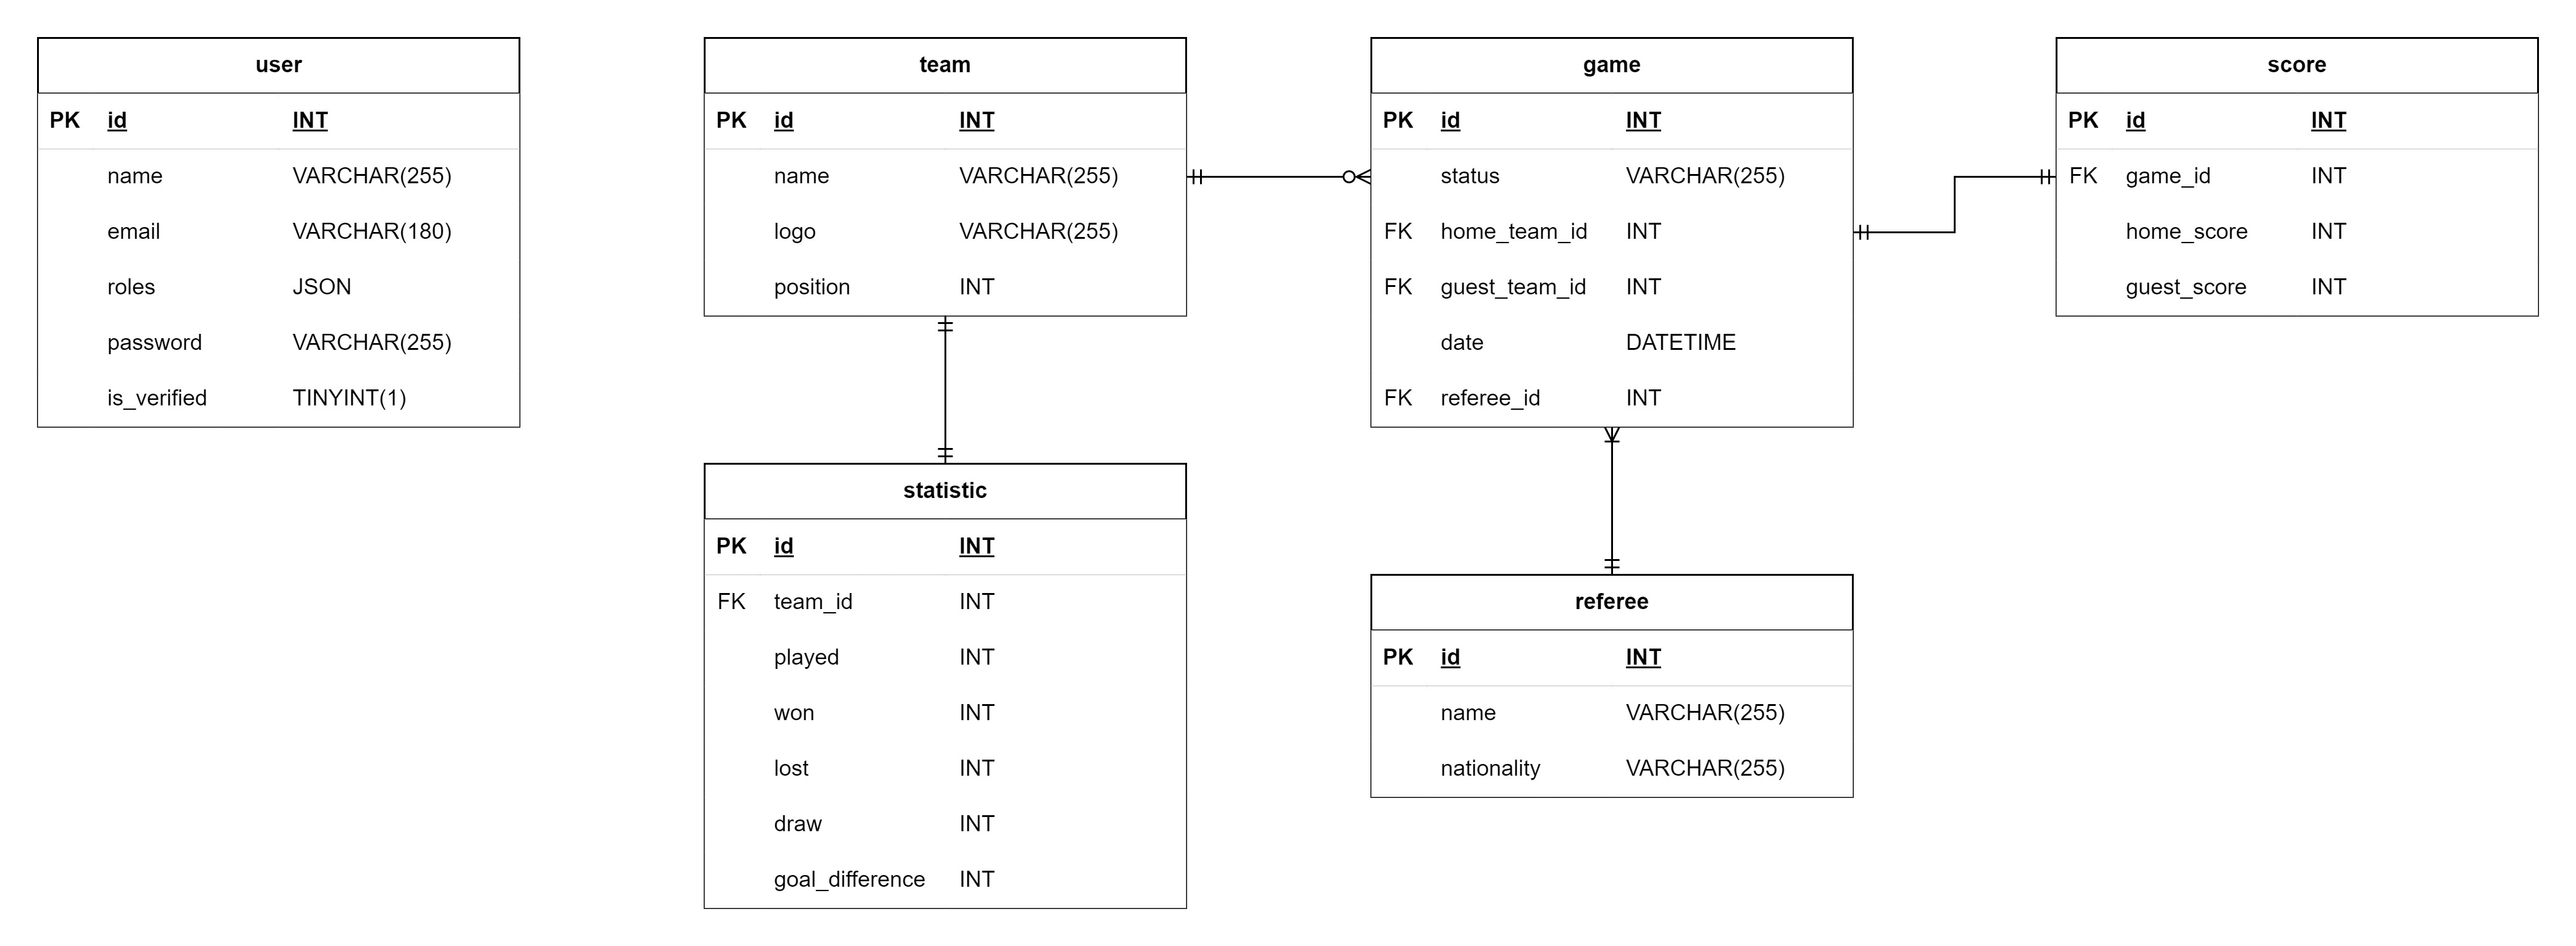 user
PK id INT
name VARCHAR(255)
email VARCHAR(180)
roles JSON
password VARCHAR(255)
is_verified TINYINT(1)
team
PK id INT
name VARCHAR(255)
logo VARCHAR(255)
position INT
statistic
PK id INT
FK team_id INT
played INT
won INT
lost INT
draw INT
goal_difference INT
game
PK id INT
status VARCHAR(255)
FK home_team_id INT
FK guest_team_id INT
date DATETIME
FK referee_id INT
referee
PK id INT
name VARCHAR(255)
nationality VARCHAR(255)
score
PK id INT
FK game_id INT
home_score INT
guest_score INT